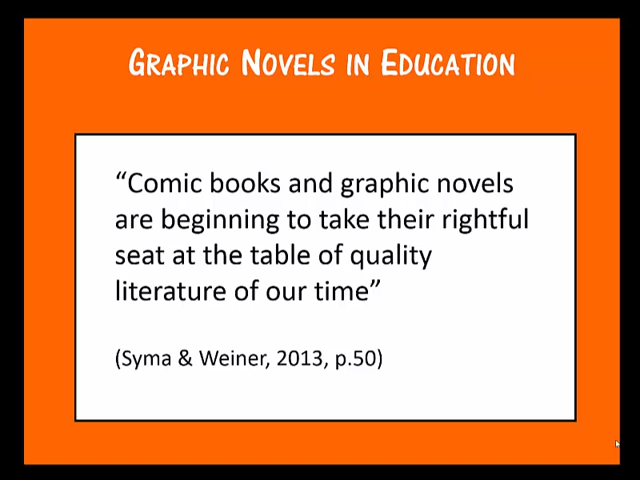 GRAPHIC NOVELS IN EDUCATION
“Comic books and graphic novels
are beginning to take their rightful
seat at the table of quality
literature of our time”
(Syma & Weiner, 2013, p.50)